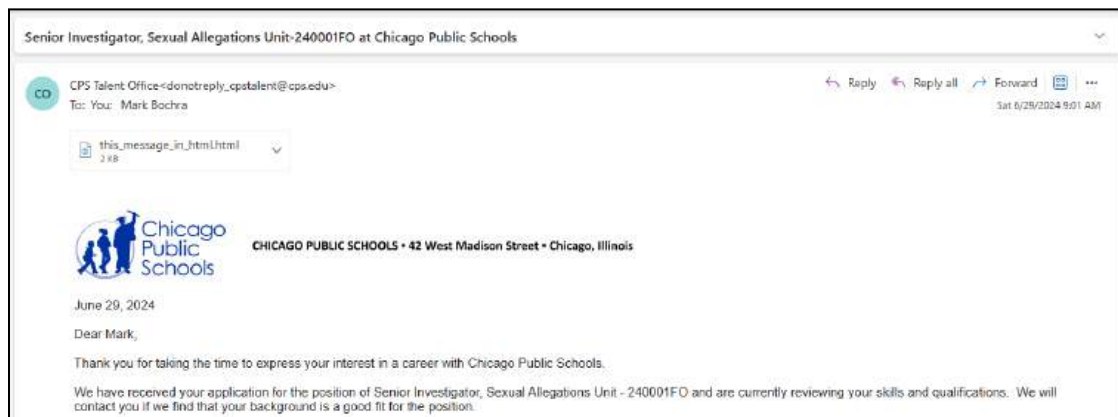 Senior Investigator, Sexual Allegations Unit-240001FO at Chicago Public Schools
CO
CPS Talent Office<donotreply_cpstalent@cps.edu>
To: You: Mark Bochra
Reply
Reply all
Forward
Sat 6/29/2024 9:01 AM
this_message_in_html.html
2 KB
Chicago
Public
Schools
CHICAGO PUBLIC SCHOOLS • 42 West Madison Street • Chicago, Illinois
June 29, 2024
Dear Mark,
Thank you for taking the time to express your interest in a career with Chicago Public Schools.
We have received your application for the position of Senior Investigator, Sexual Allegations Unit - 240001FO and are currently reviewing your skills and qualifications. We will
contact you if we find that your background is a good fit for the position.